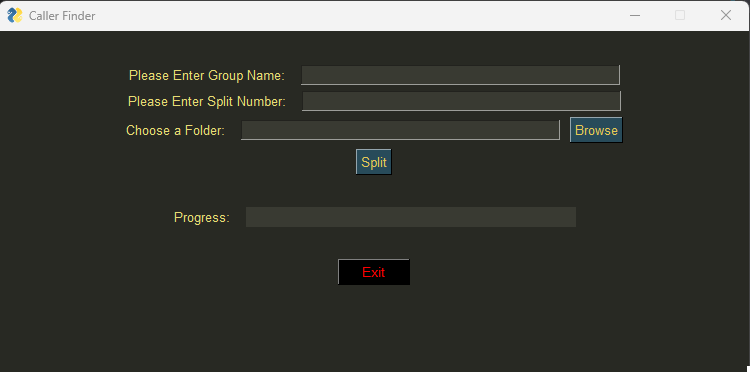 Caller Finder
Please Enter Group Name:
Please Enter Split Number:
Choose a Folder: Browse
Split
Progress:
Exit